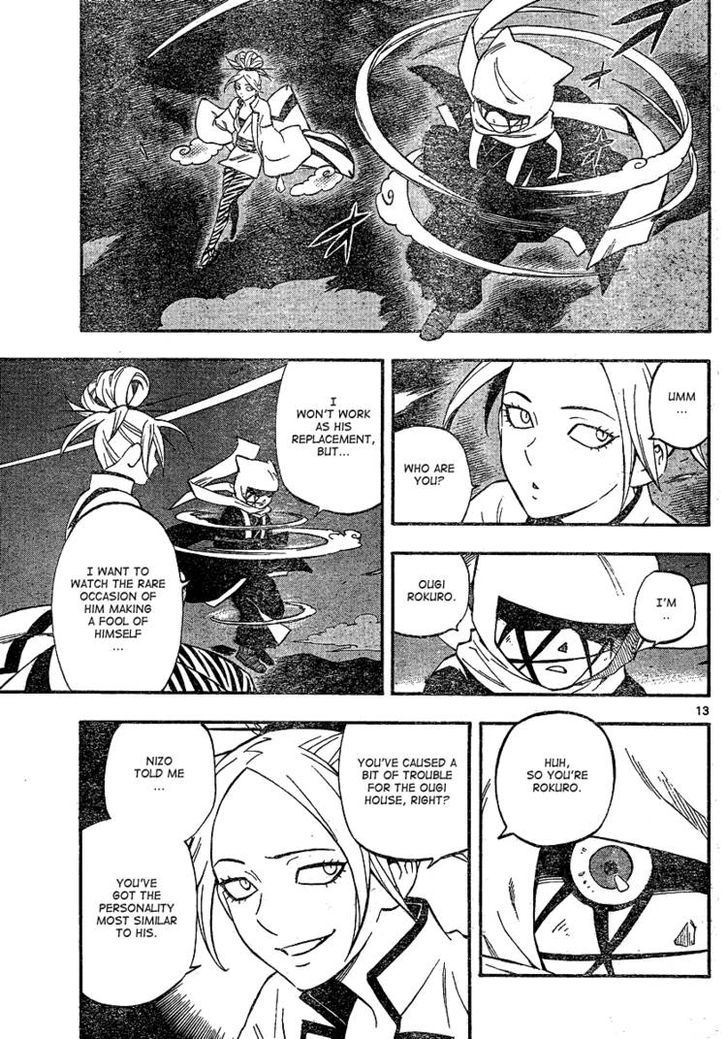 UMM
...
WHO ARE
YOU?
I'M
..
OUGI
ROKURO.
I
WON'T WORK
AS HIS
REPLACEMENT,
BUT...
I WANT TO
WATCH THE RARE
OCCASION OF
HIM MAKING
A FOOL OF
HIMSELF
...
13
HUH,
SO YOU'RE
ROKURO.
YOU'VE CAUSED A
BIT OF TROUBLE
FOR THE OUGI
HOUSE, RIGHT?
NIZO
TOLD ME
...
YOU'VE
GOT THE
PERSONALITY
MOST SIMILAR
TO HIS.